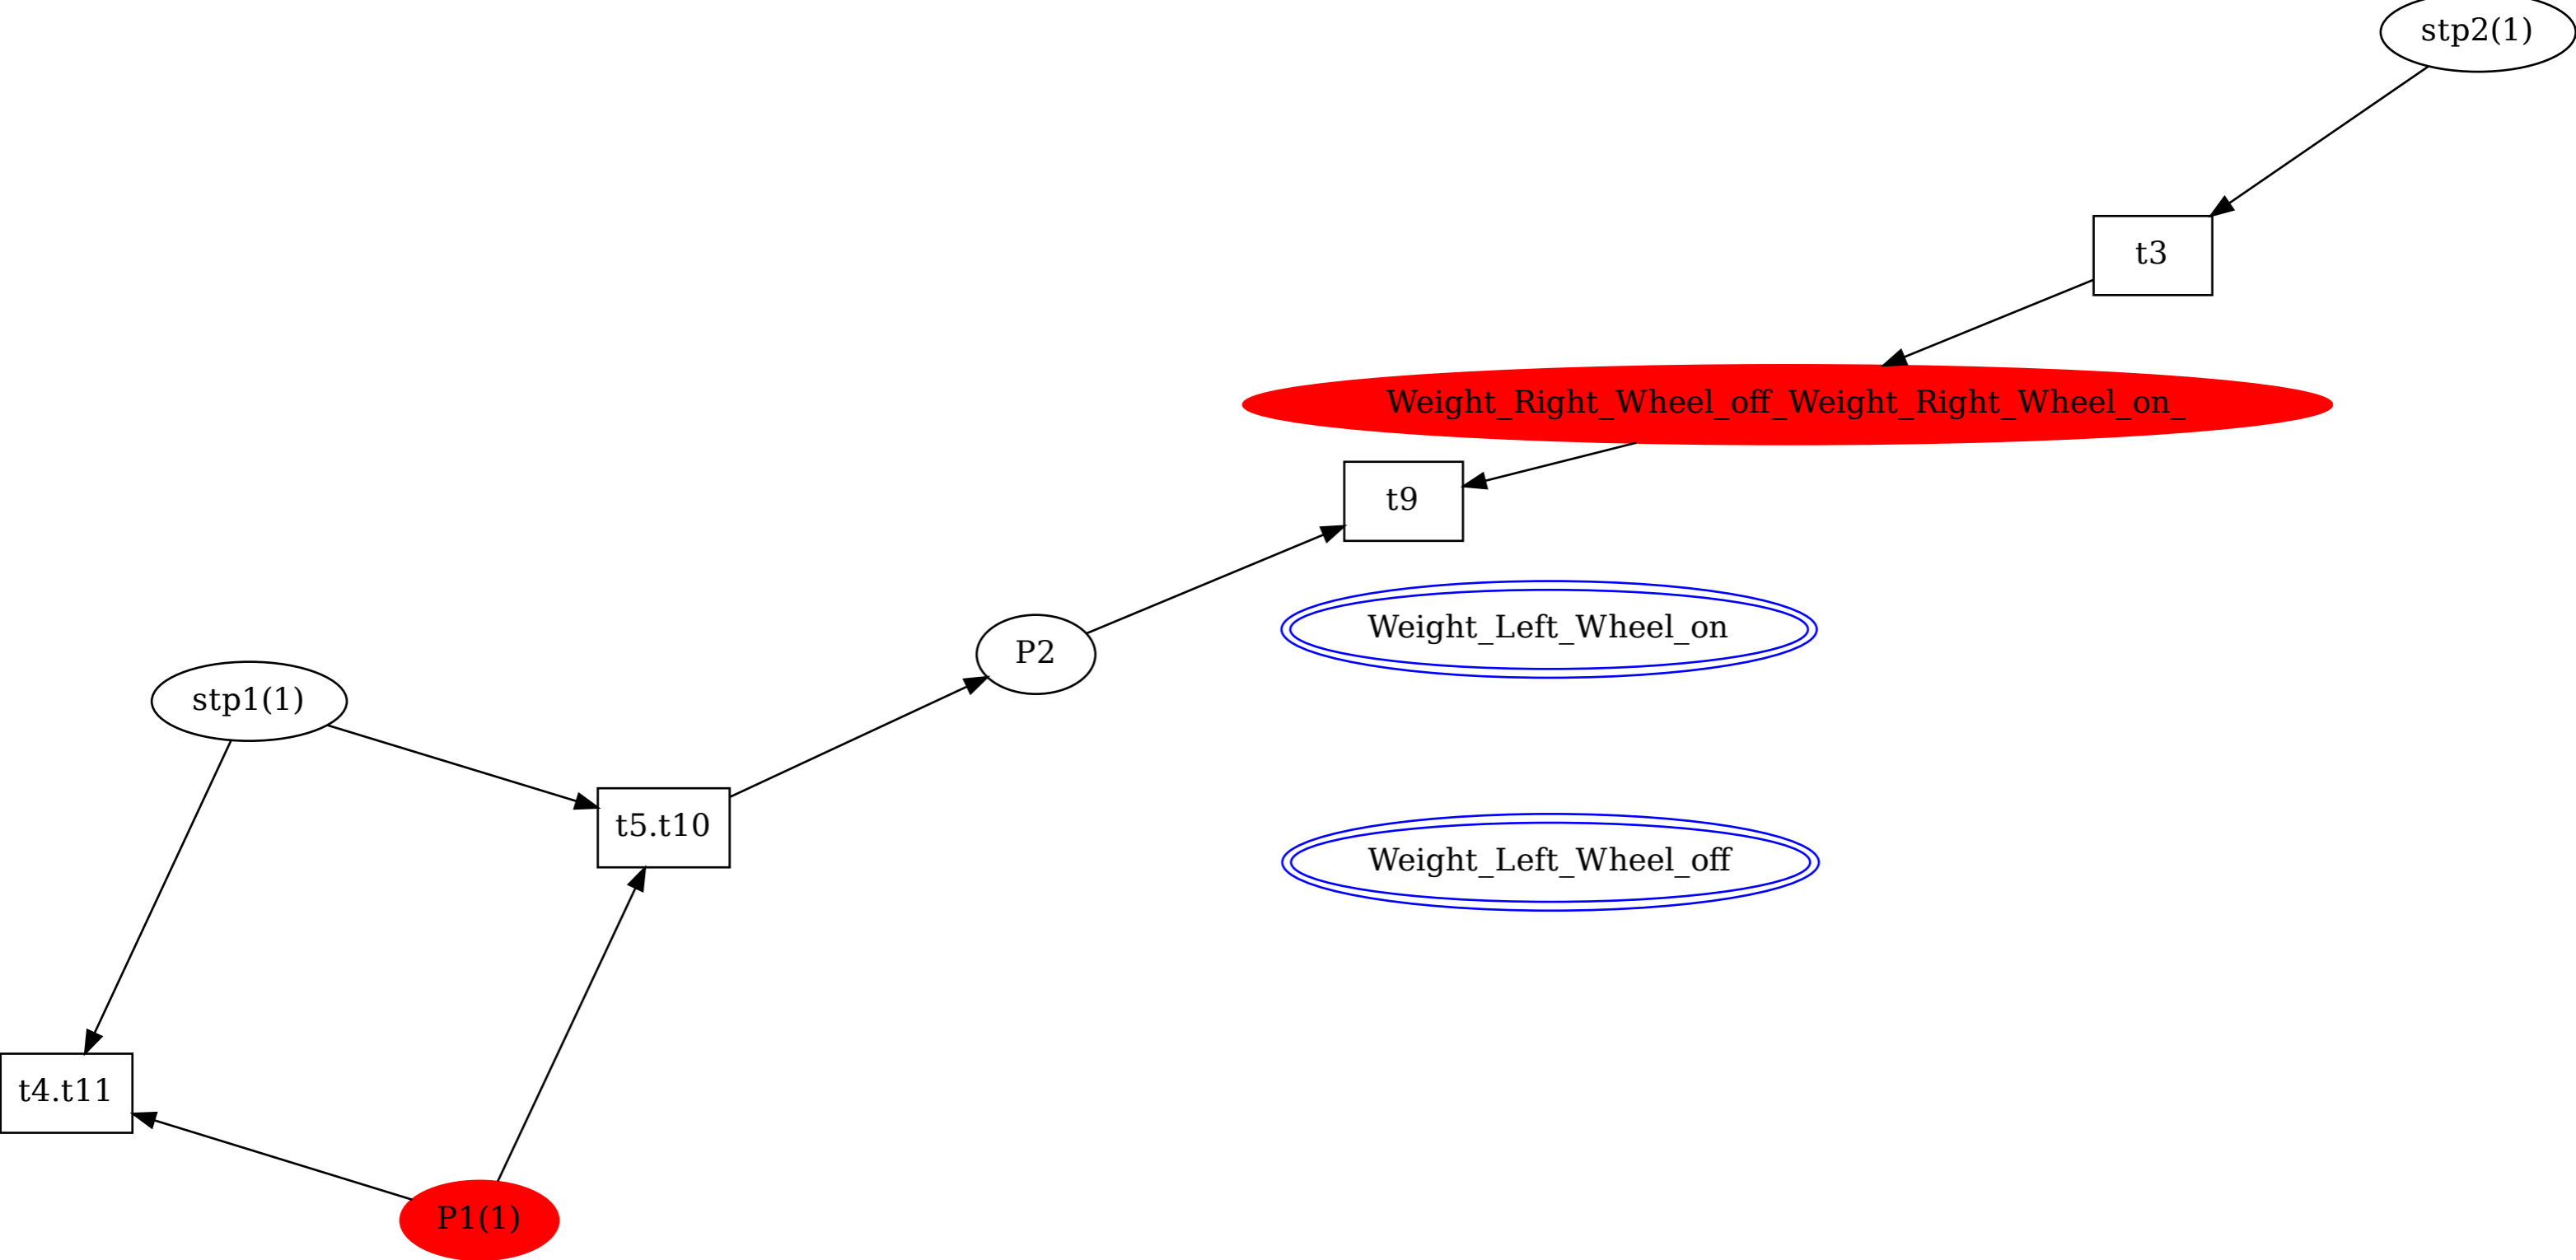 stp2(1)
t3
Weight_Right_Wheel_off_Weight_Right_Wheel_on_
t9
Weight_Left_Wheel_on
P2
stp1(1)
t5.t10
Weight_Left_Wheel_off
t4.t11
P1(1)